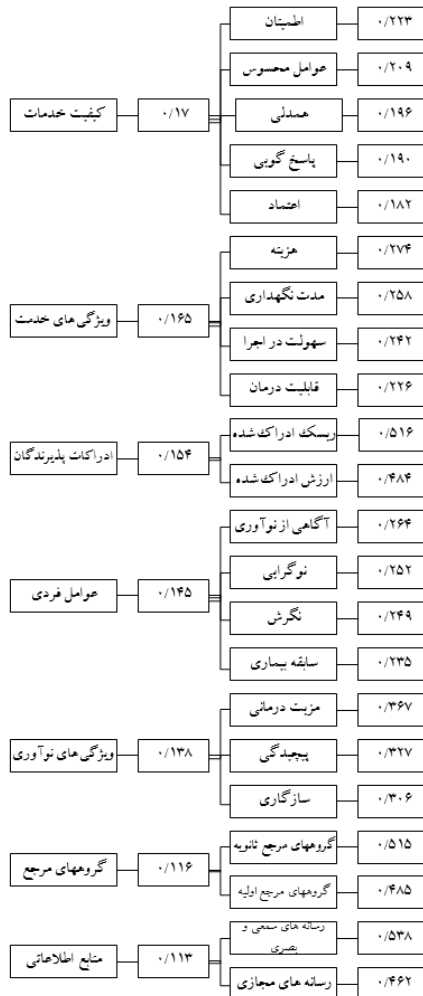 اطمینان ۰/۲۲۳
عوامل محسوس ۰/۲۰۹
کیفیت خدمات ۰/۱۷ همدلی ۰/۱۹۶
پاسخ گویی ۰/۱۹۰
اعتماد ۰/۱۸۲
هزینه ۰/۲۷۴
مدت نگهداری ۰/۲۵۸
ویژگی های خدمت ۰/۱۶۵
سهولت در اجرا ۰/۲۴۲
قابلیت درمان ۰/۲۲۶
ریسک ادراک شده ۰/۵۱۶
ادراکات پذیرندگان ۰/۱۵۴
ارزش ادراک شده ۰/۴۸۴
آگاهی از نوآوری ۰/۲۶۴
نوگرایی ۰/۲۵۲
عوامل فردی ۰/۱۴۵
نگرش ۰/۲۴۹
سابقه بیماری ۰/۲۳۵
مزیت درمانی ۰/۳۶۷
ویژگی های نوآوری ۰/۱۳۸ پیچیدگی ۰/۳۲۷
سازگاری ۰/۳۰۶
گروههای مرجع ثانویه ۰/۵۱۵
گروههای مرجع ۰/۱۱۶
گروههای مرجع اولیه ۰/۴۸۵
رسانه های سمعی و
بصری ۰/۵۳۸
منابع اطلاعاتی ۰/۱۱۳
رسانه های مجازی ۰/۴۶۲